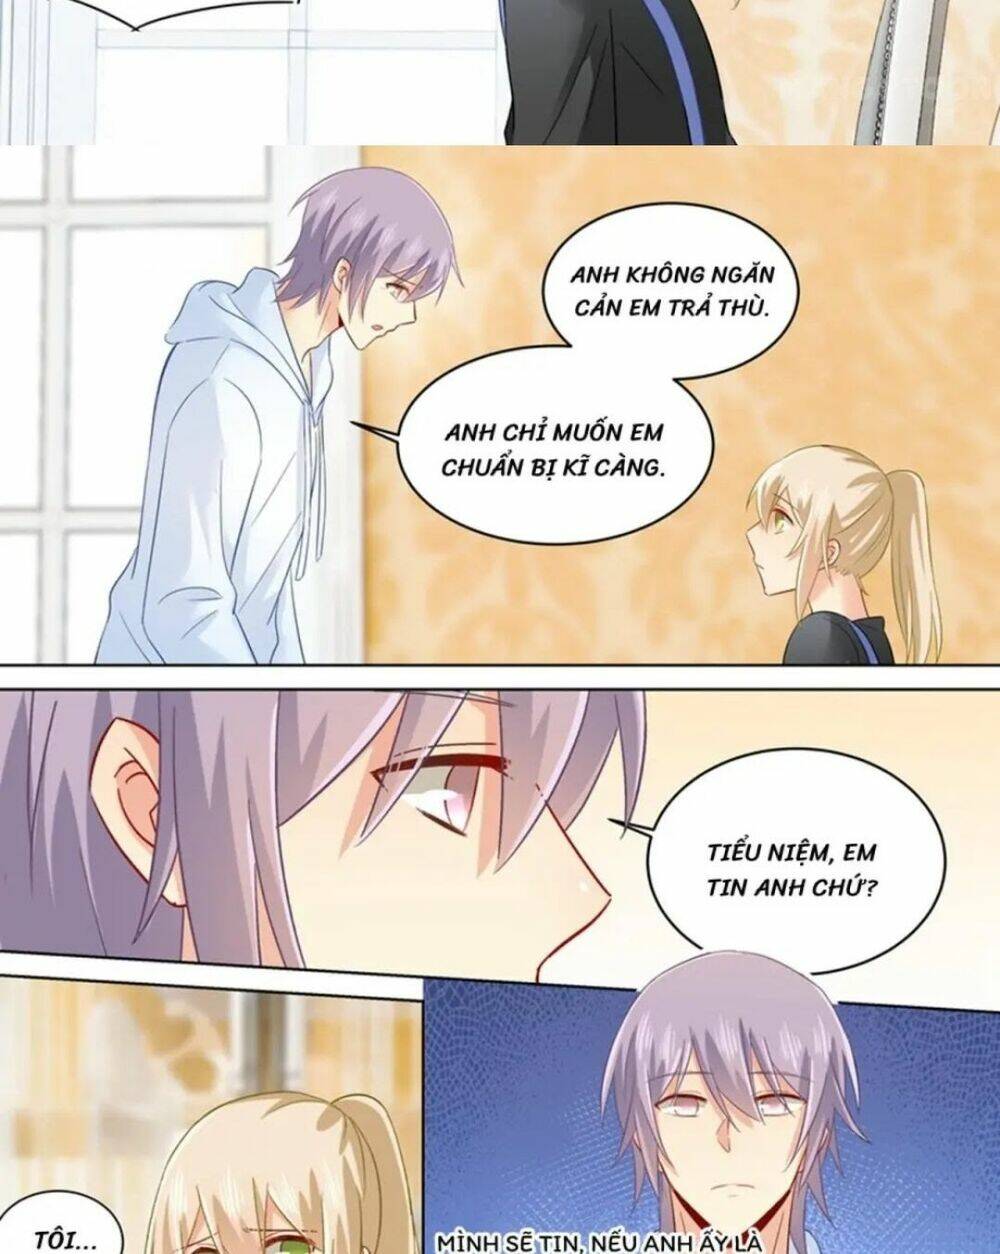 ANH KHÔNG NGĂN
CẢN EM TRẢ THÙ.
ANH CHỈ MUỐN EM
CHUẨN BỊ KĨ CÀNG.
TIỂU NIỆM, EM
TIN ANH CHỨ?
TÔI...
MÌNH SẼ TIN, NẾU ANH ẤY LÀ